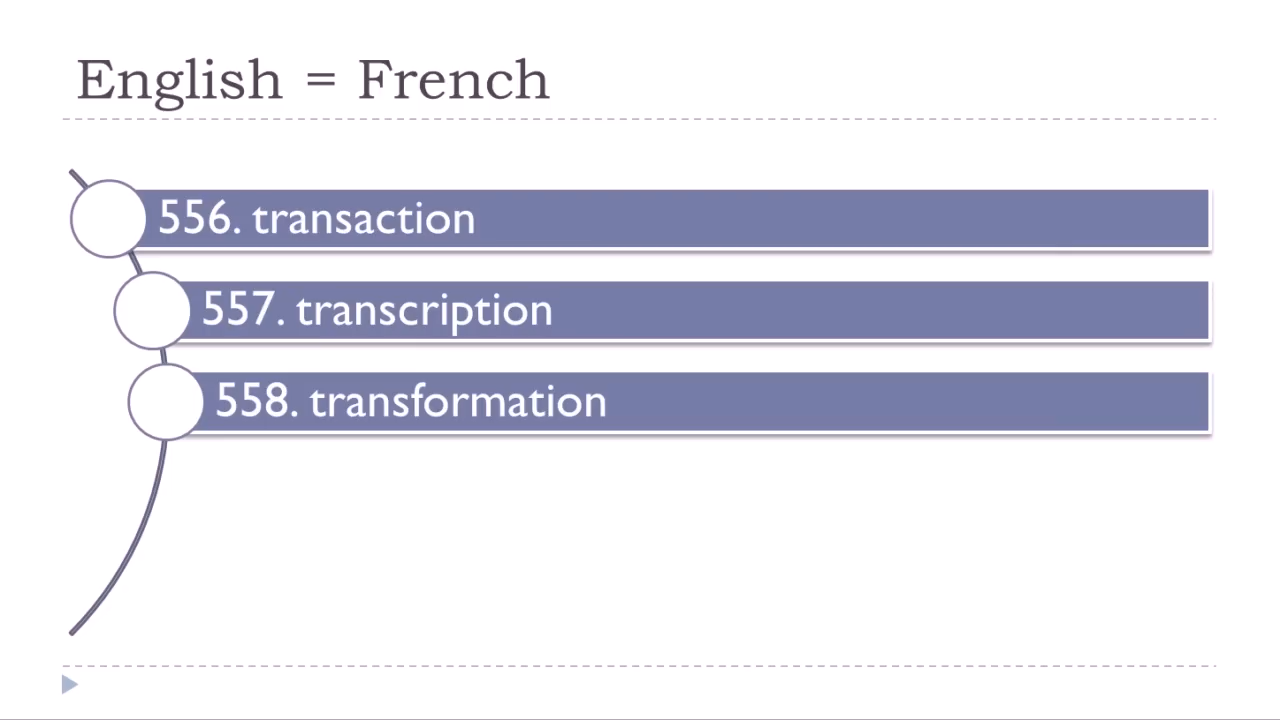 English = French
556. transaction
557. transcription
558. transformation